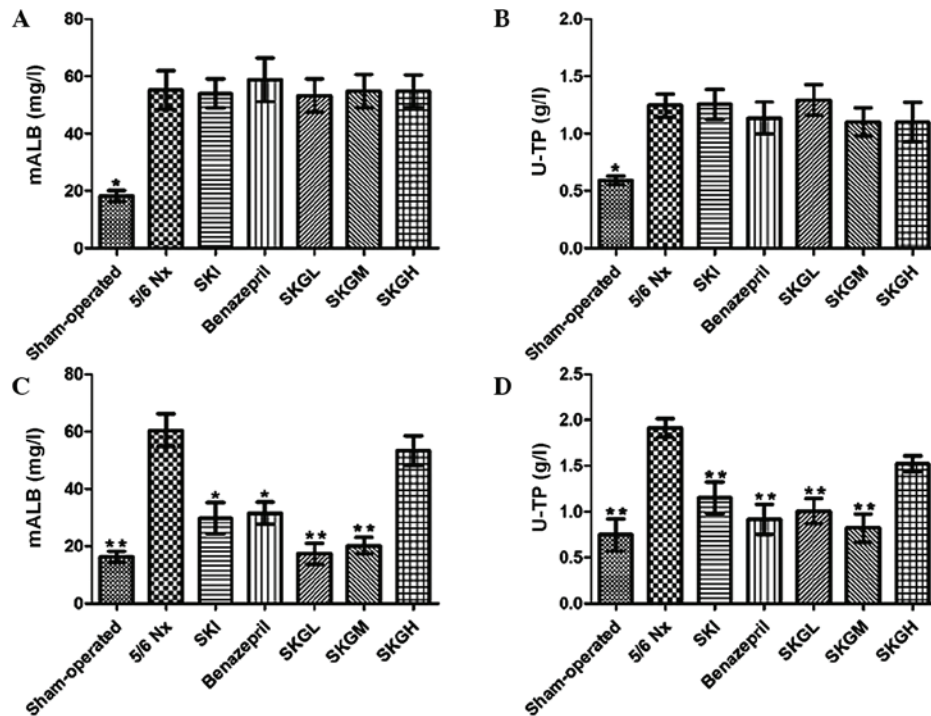 A
mALB (mg/l)
80
60
40
20
0
*
Sham-operated
5/6 Nx
SKI
Benazepril
SKGL
SKGM
SKGH
B
U-TP (g/l)
2.0
1.5
1.0
0.5
0.0
*
Sham-operated
5/6 Nx
SKI
Benazepril
SKGL
SKGM
SKGH
C
mALB (mg/l)
80
60
40
20
0
**
*
*
**
**
Sham-operated
5/6 Nx
SKI
Benazepril
SKGL
SKGM
SKGH
D
U-TP (g/l)
2.5
2.0
1.5
1.0
0.5
0.0
**
**
**
**
**
Sham-operated
5/6 Nx
SKI
Benazepril
SKGL
SKGM
SKGH